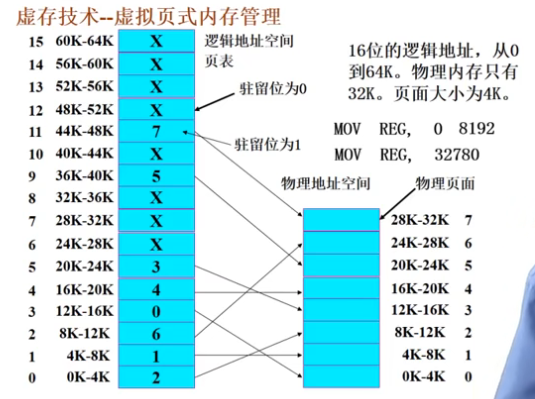 虚存技术--虚拟页式内存管理
15 60K-64K X
14 56K-60K X
13 52K-56K X
12 48K-52K X
11 44K-48K 7
10 40K-44K X
9 36K-40K 5
8 32K-36K X
7 28K-32K X
6 24K-28K X
5 20K-24K 3
4 16K-20K 4
3 12K-16K 0
2 8K-12K 6
1 4K-8K 1
0 0K-4K 2
逻辑地址空间
页表
驻留位为0
驻留位为1
16位的逻辑地址，从0
到64K。物理内存只有
32K。页面大小为4K。
MOV REG, 0 8192
MOV REG, 32780
物理地址空间
物理页面
28K-32K 7
24K-28K 6
20K-24K 5
16K-20K 4
12K-16K 3
8K-12K 2
4K-8K 1
0K-4K 0